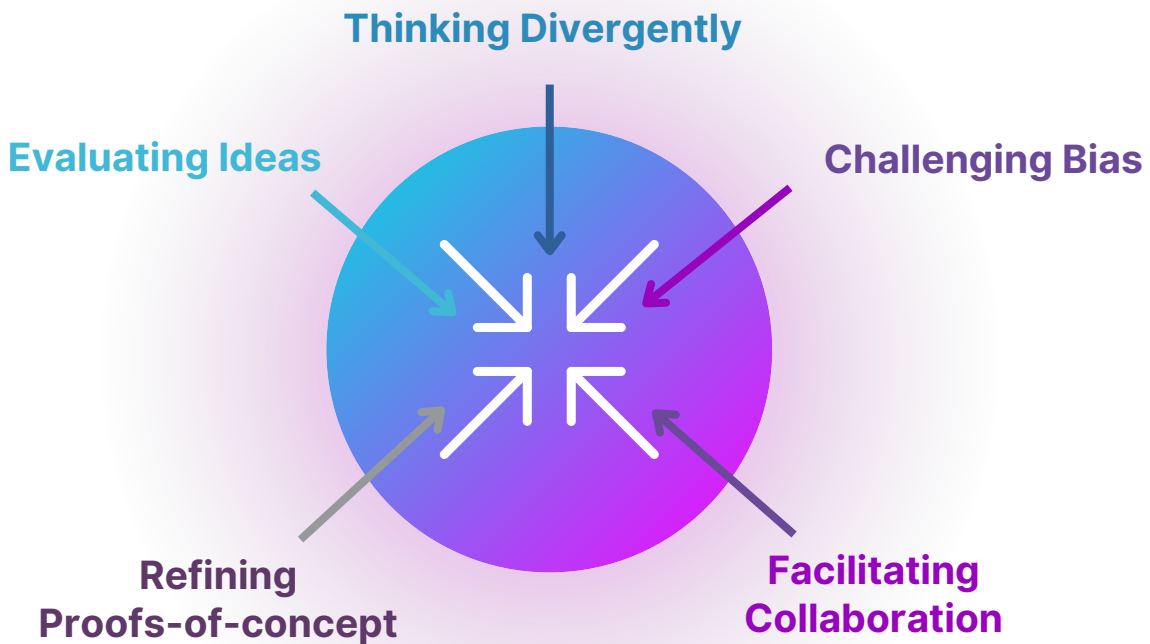 Thinking Divergently
Evaluating Ideas
Challenging Bias
Refining
Proofs-of-concept
Facilitating
Collaboration